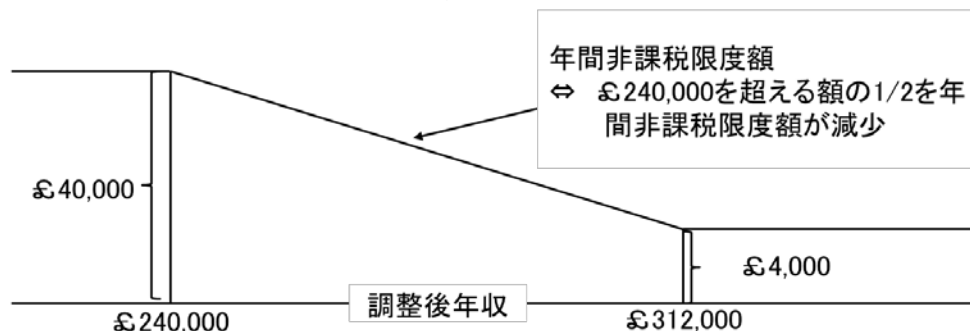 年間非課税限度額
⇔ £240,000を超える額の1/2を年
間非課税限度額が減少
£40,000
£4,000
調整後年収
£240,000
£312,000